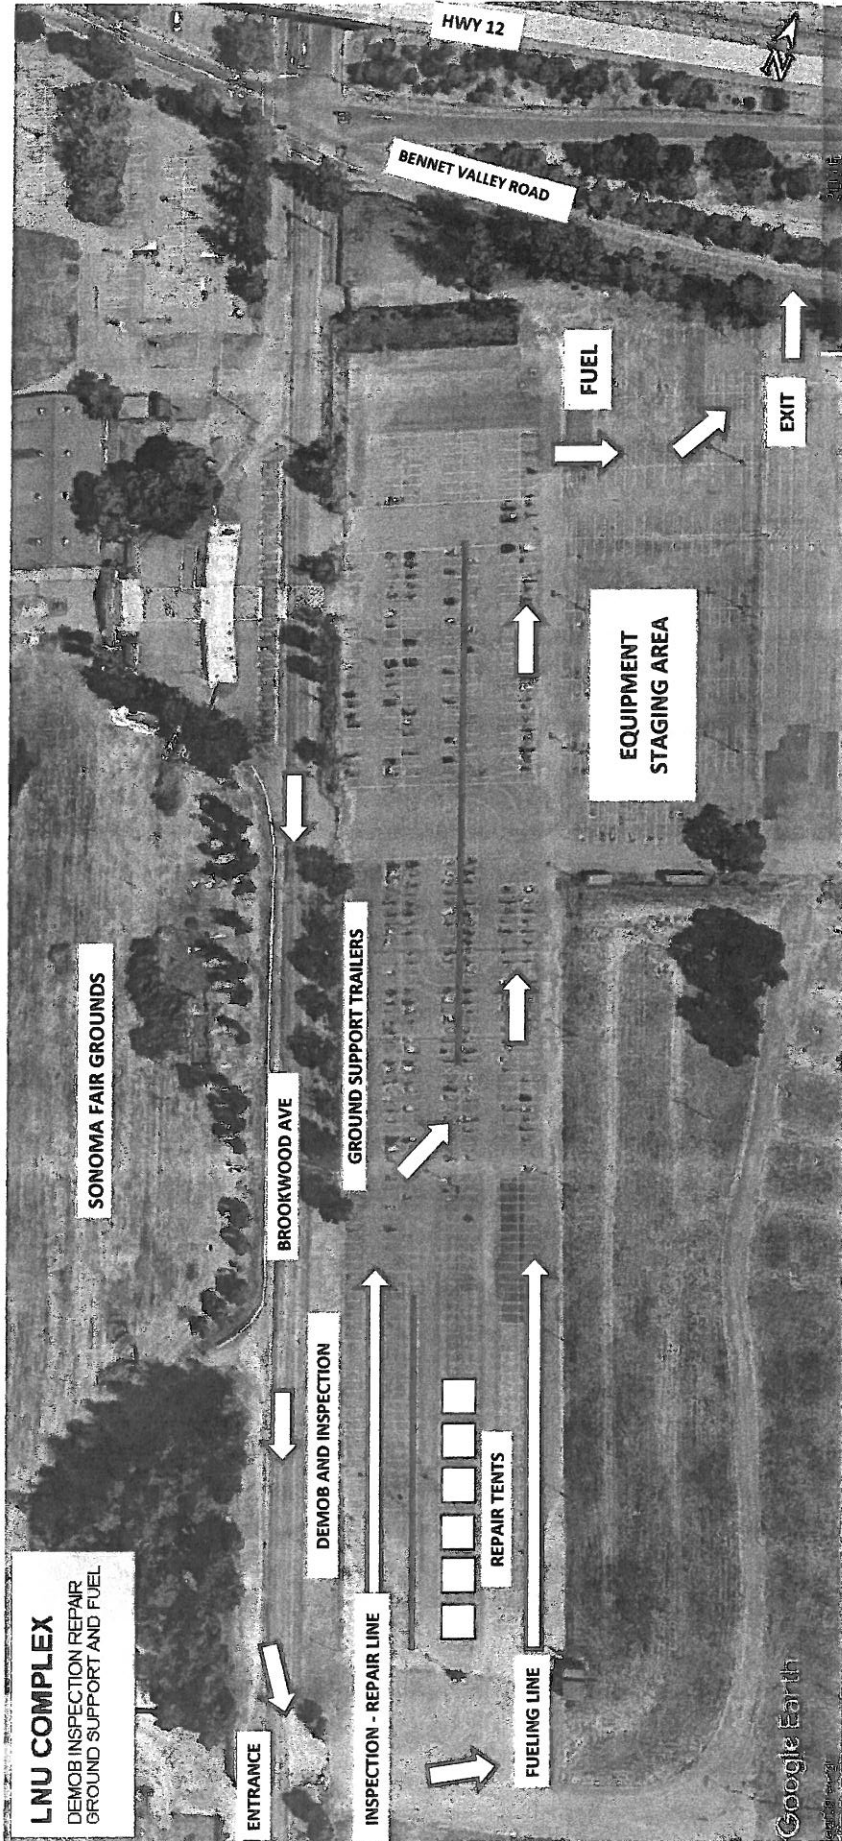 LNU COMPLEX
DEMOB INSPECTION REPAIR
GROUND SUPPORT AND FUEL
HWY 12
N
BENNET VALLEY ROAD
SONOMA FAIR GROUNDS
BROOKWOOD AVE
ENTRANCE
DEMOB AND INSPECTION
GROUND SUPPORT TRAILERS
INSPECTION - REPAIR LINE
REPAIR TENTS
FUELING LINE
FUEL
EQUIPMENT
STAGING AREA
EXIT
Google Earth